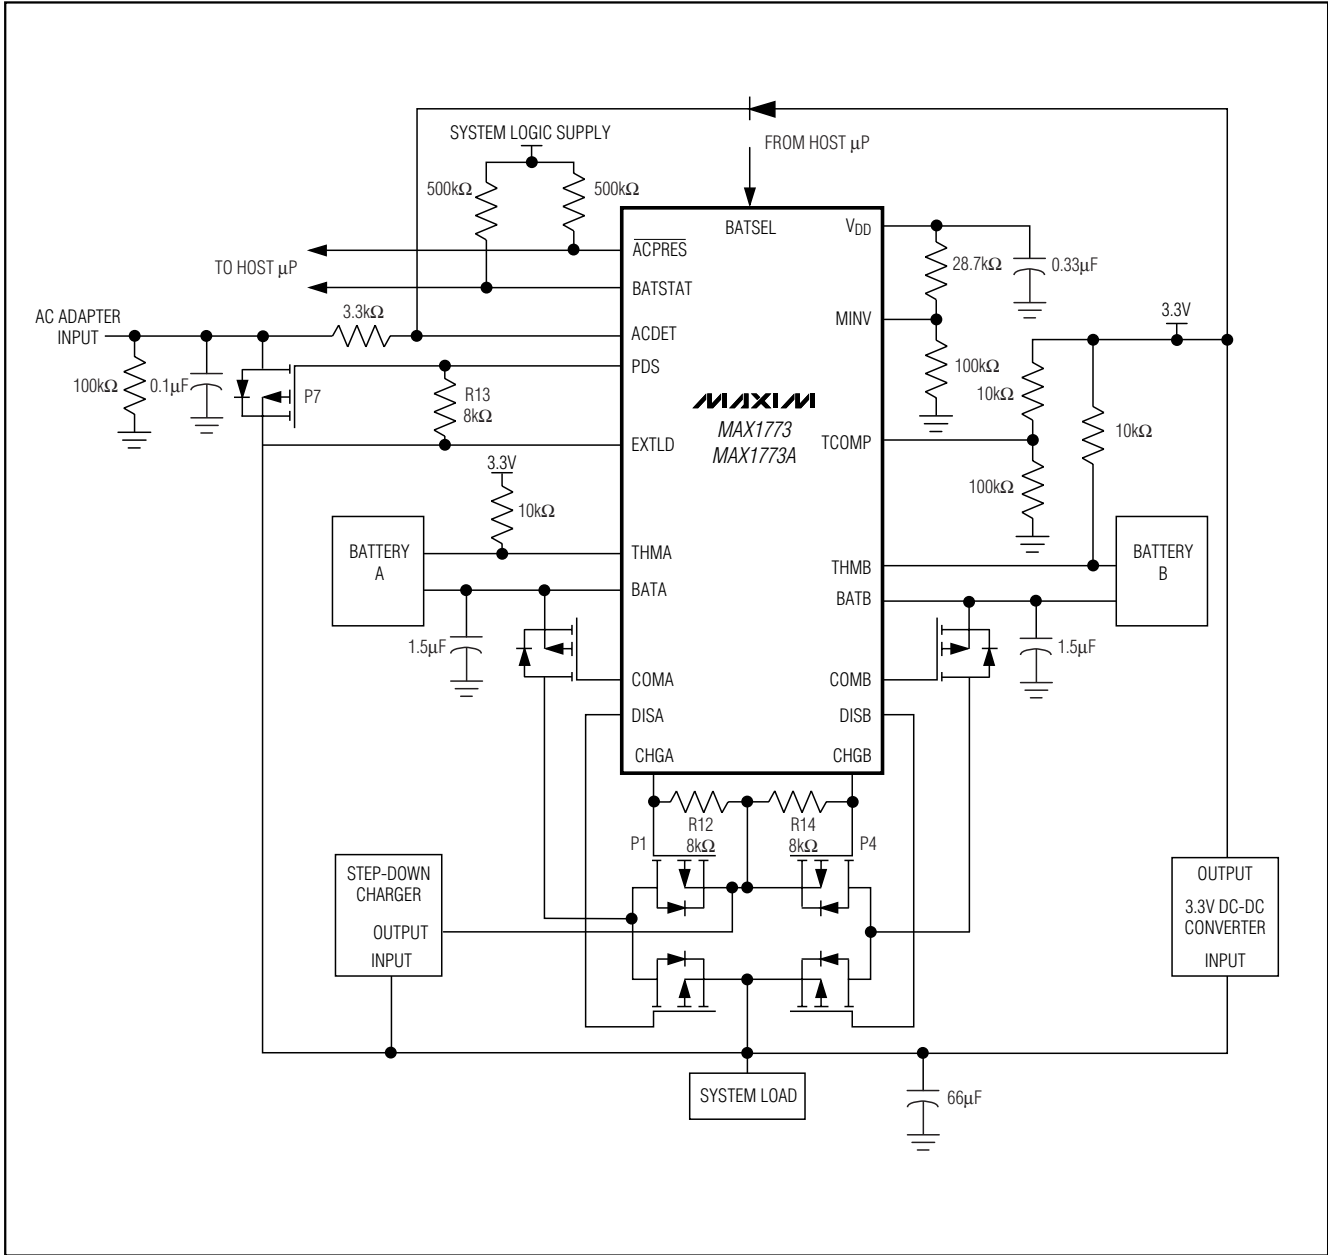 SYSTEM LOGIC SUPPLY
FROM HOST µP
500kΩ
500kΩ
BATSEL
VDD
ACPRES
28.7kΩ
0.33µF
TO HOST µP
BATSTAT
AC ADAPTER
INPUT
3.3kΩ
ACDET
MINV
3.3V
PDS
100kΩ
0.1µF
P7
R13
8kΩ
100kΩ
10kΩ
MAXIM
MAX1773
MAX1773A
10kΩ
EXTLD
TCOMP
3.3V
100kΩ
10kΩ
BATTERY
A
THMA
THMB
BATTERY
B
BATA
BATB
1.5µF
1.5µF
COMA
COMB
DISA
DISB
CHGA
CHGB
R12
8kΩ
R14
8kΩ
P1
P4
STEP-DOWN
CHARGER
OUTPUT
INPUT
OUTPUT
3.3V DC-DC
CONVERTER
INPUT
SYSTEM LOAD
66µF